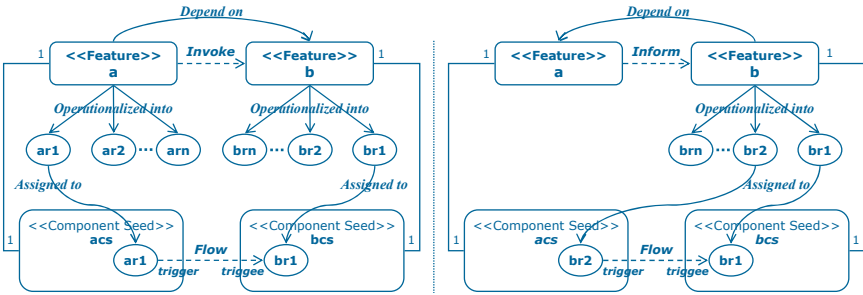 Depend on
<<Feature>>
a
Invoke
<<Feature>>
b
1
1
Operationalized into
Operationalized into
ar1
ar2
...
arn
brn
...
br2
br1
Assigned to
Assigned to
<<Component Seed>>
acs
<<Component Seed>>
bcs
1
1
ar1
Flow
trigger
triggee
br1
Depend on
<<Feature>>
a
Inform
<<Feature>>
b
1
1
Operationalized into
brn
...
br2
br1
Assigned to
<<Component Seed>>
acs
<<Component Seed>>
bcs
1
1
br2
Flow
trigger
triggee
br1